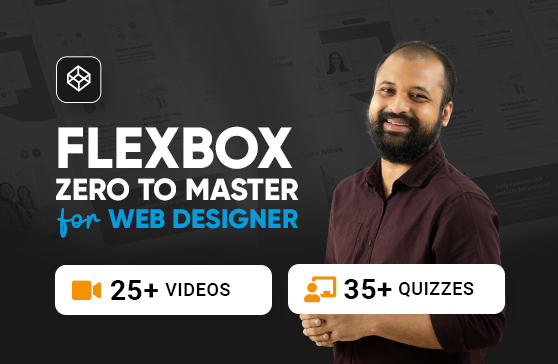 FLEXBOX
ZERO TO MASTER
for WEB DESIGNER
25+ VIDEOS
35+ QUIZZES